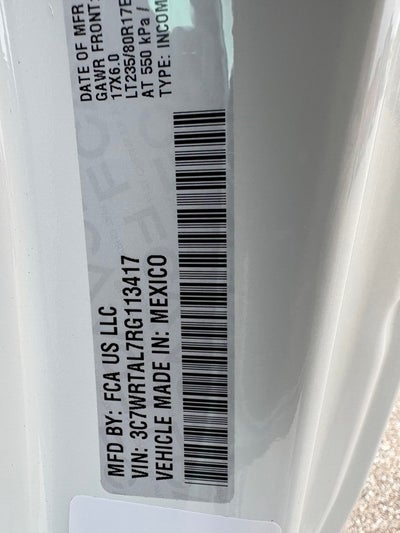 MFD BY: FCA US LLC
VIN: 3C7WRTAL7RG113417
VEHICLE MADE IN: MEXICO
DATE OF MFR
GAWR FRONT:
17X6.0
LT235/80R17E
AT 550 kPa /
TYPE: INCOM